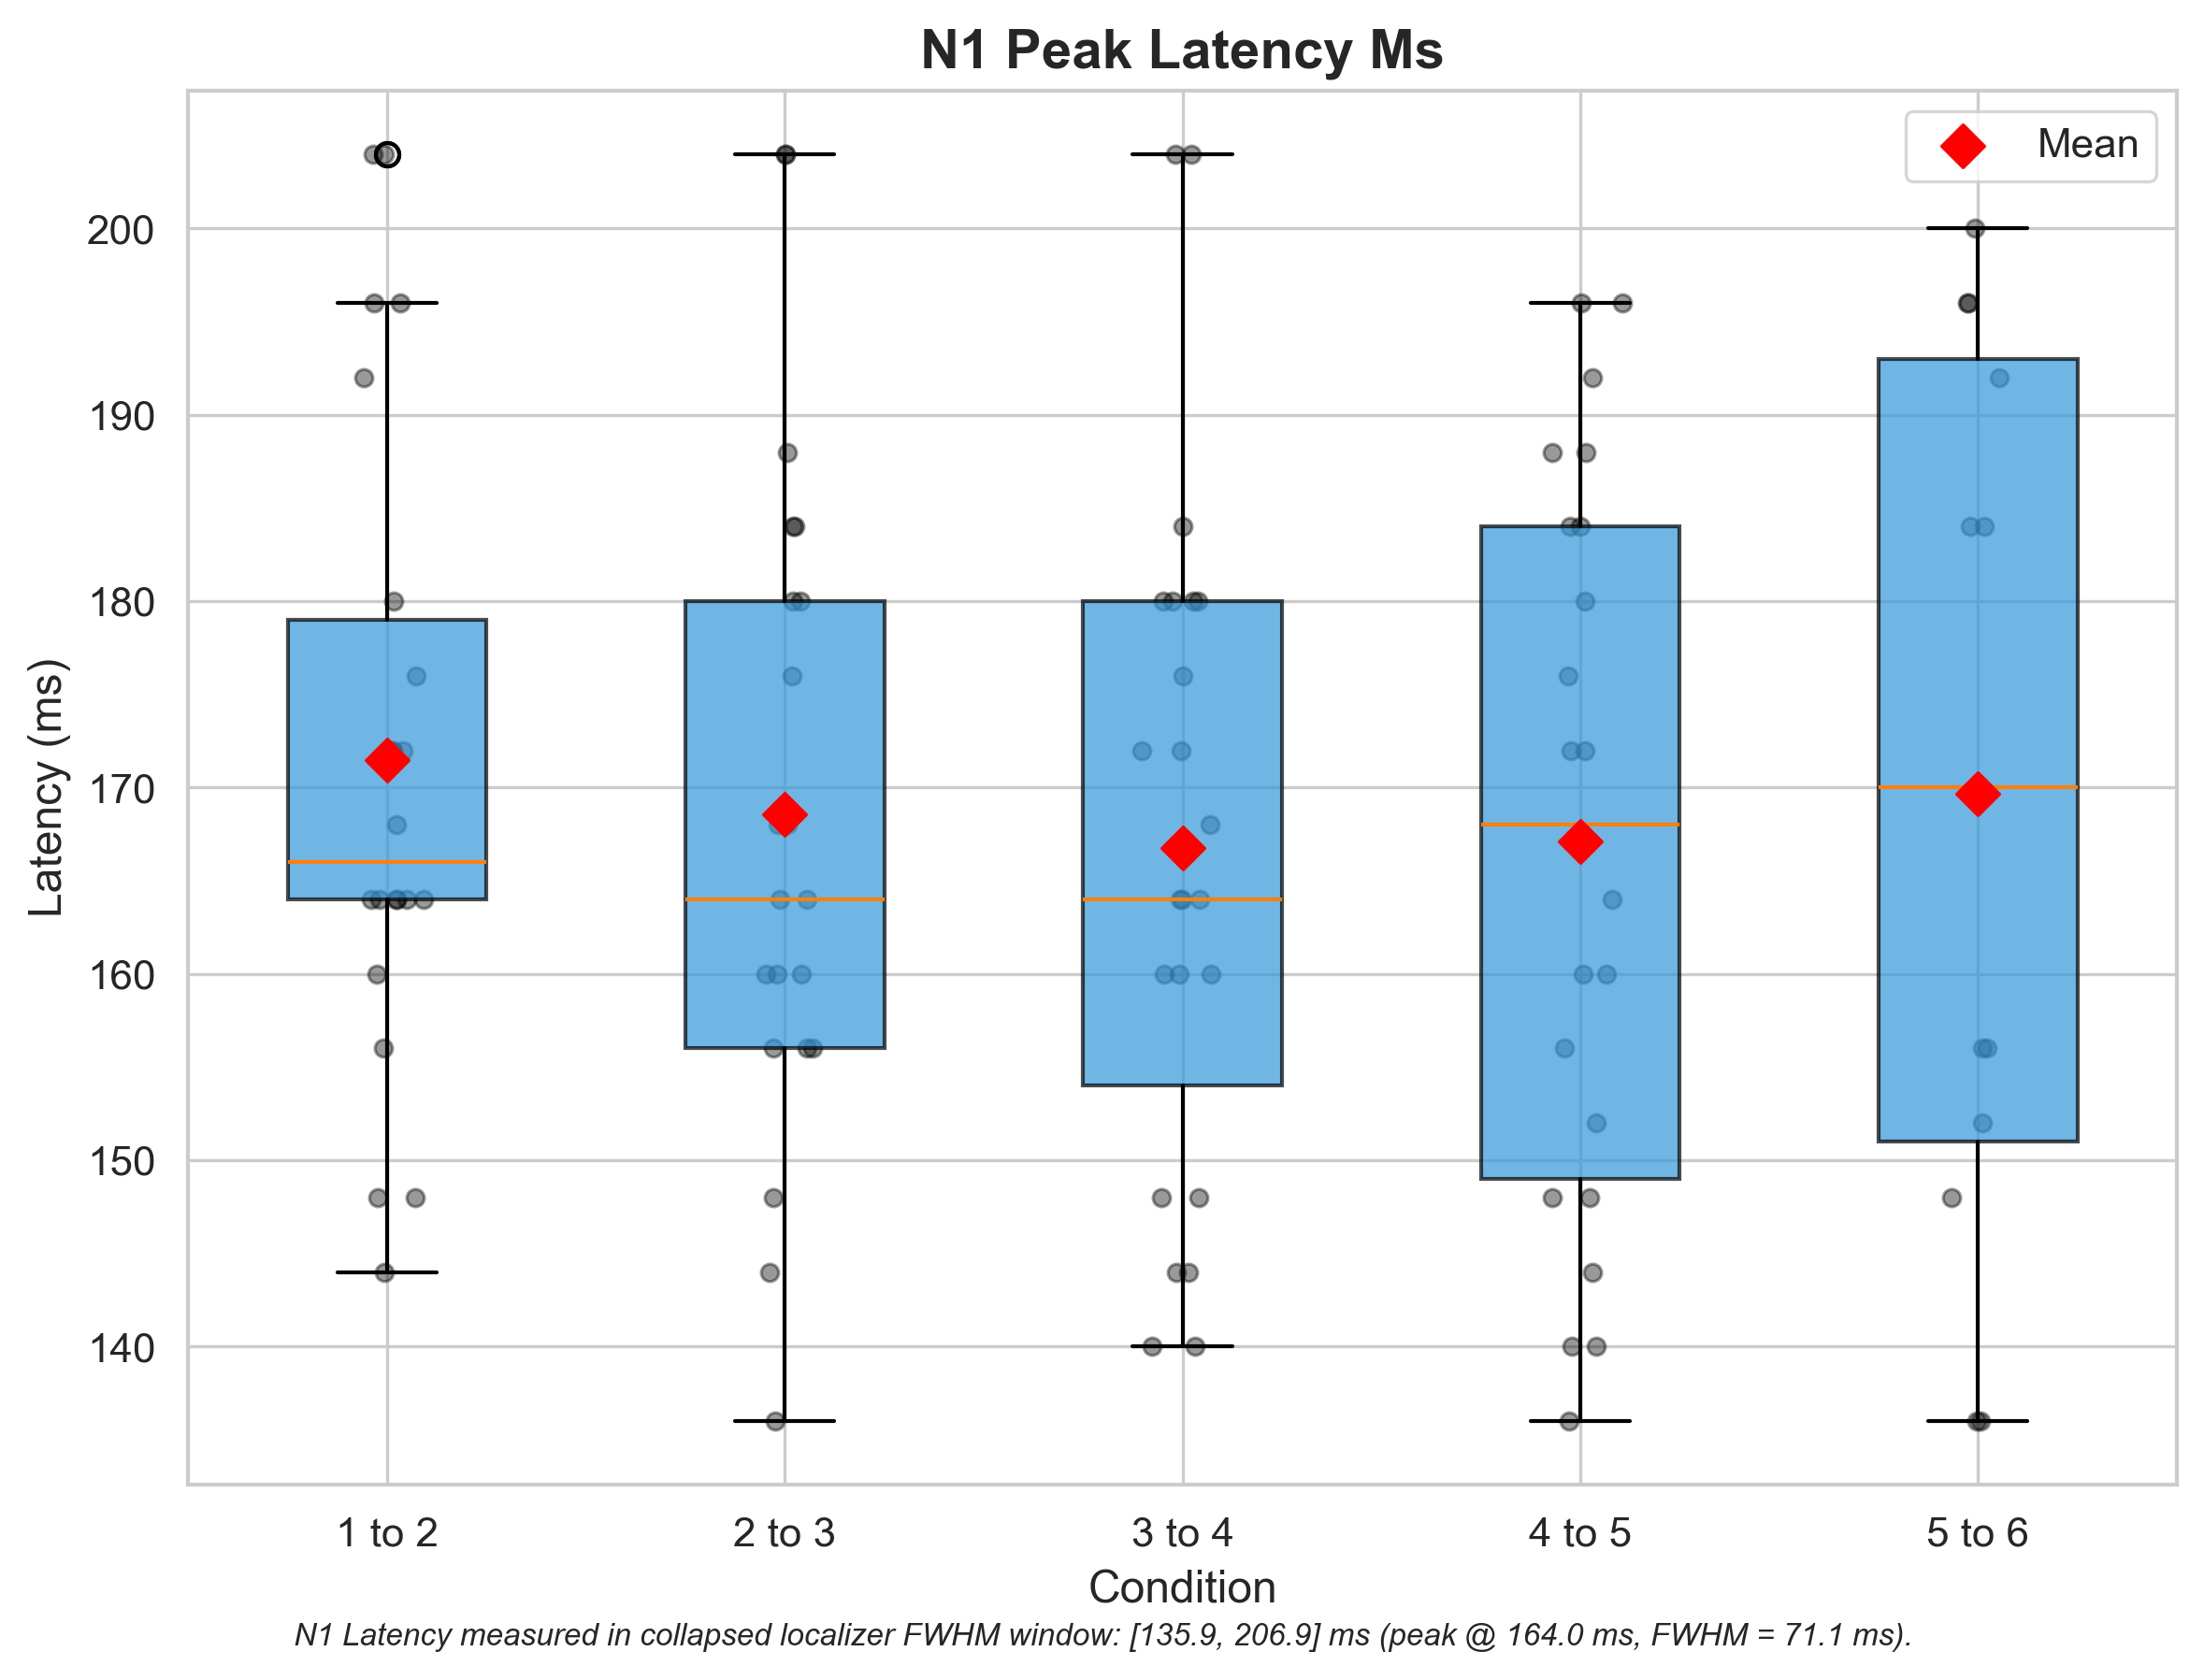 N1 Peak Latency Ms
Mean
200
190
180
170
160
150
140
Latency (ms)
1 to 2
2 to 3
3 to 4
4 to 5
5 to 6
Condition
N1 Latency measured in collapsed localizer FWHM window: [135.9, 206.9] ms (peak @ 164.0 ms, FWHM = 71.1 ms).